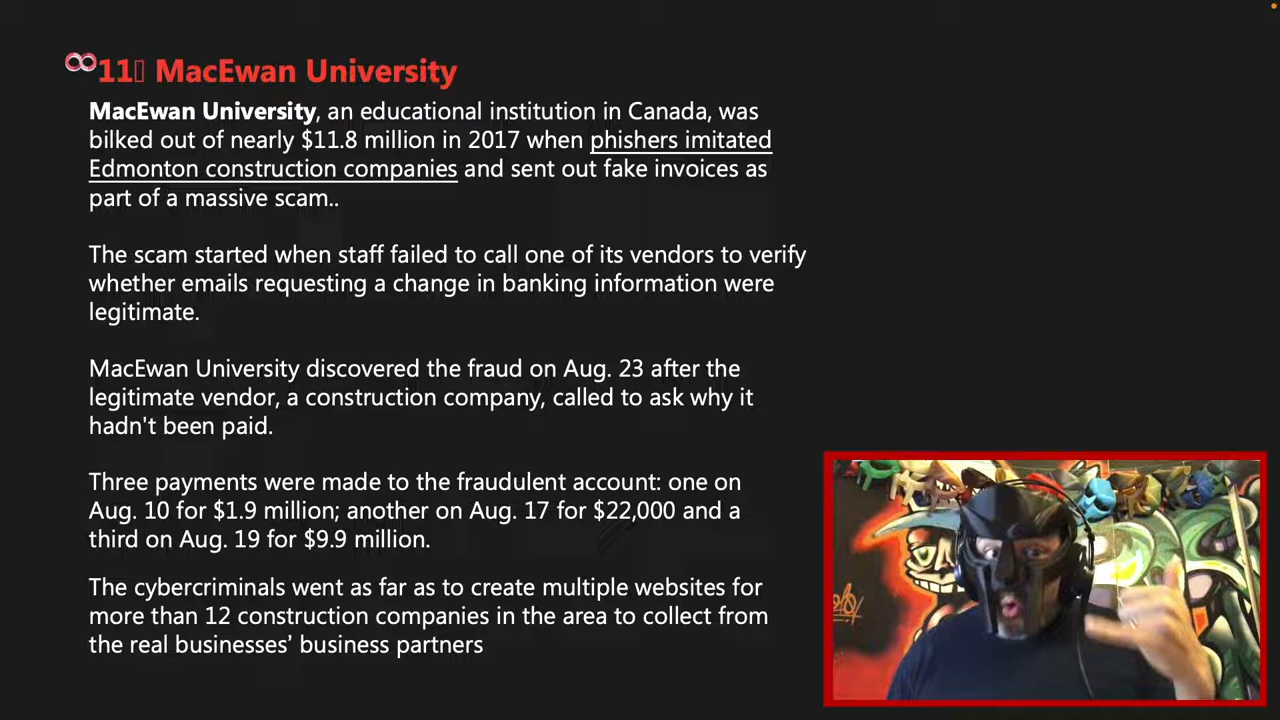 11 MacEwan University
MacEwan University, an educational institution in Canada, was
bilked out of nearly $11.8 million in 2017 when phishers imitated
Edmonton construction companies and sent out fake invoices as
part of a massive scam..
The scam started when staff failed to call one of its vendors to verify
whether emails requesting a change in banking information were
legitimate.
MacEwan University discovered the fraud on Aug. 23 after the
legitimate vendor, a construction company, called to ask why it
hadn't been paid.
Three payments were made to the fraudulent account: one on
Aug. 10 for $1.9 million; another on Aug. 17 for $22,000 and a
third on Aug. 19 for $9.9 million.
The cybercriminals went as far as to create multiple websites for
more than 12 construction companies in the area to collect from
the real businesses’ business partners